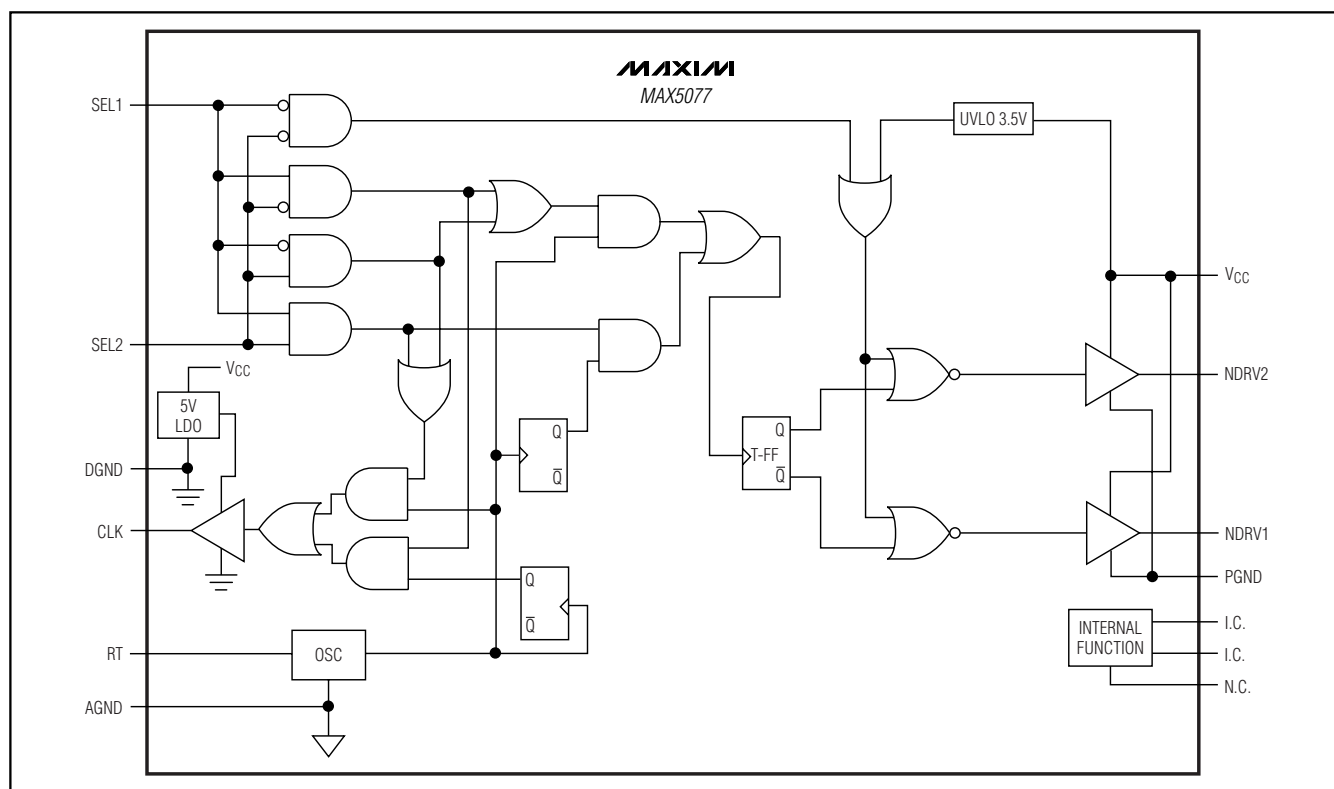 MAXIM
MAX5077
SEL1
UVLO 3.5V
VCC
SEL2
VCC
NDRV2
5V
LDO
Q
Q̅
Q
T-FF
Q̅
DGND
CLK
NDRV1
Q
Q̅
PGND
INTERNAL
FUNCTION
I.C.
I.C.
N.C.
RT
OSC
AGND